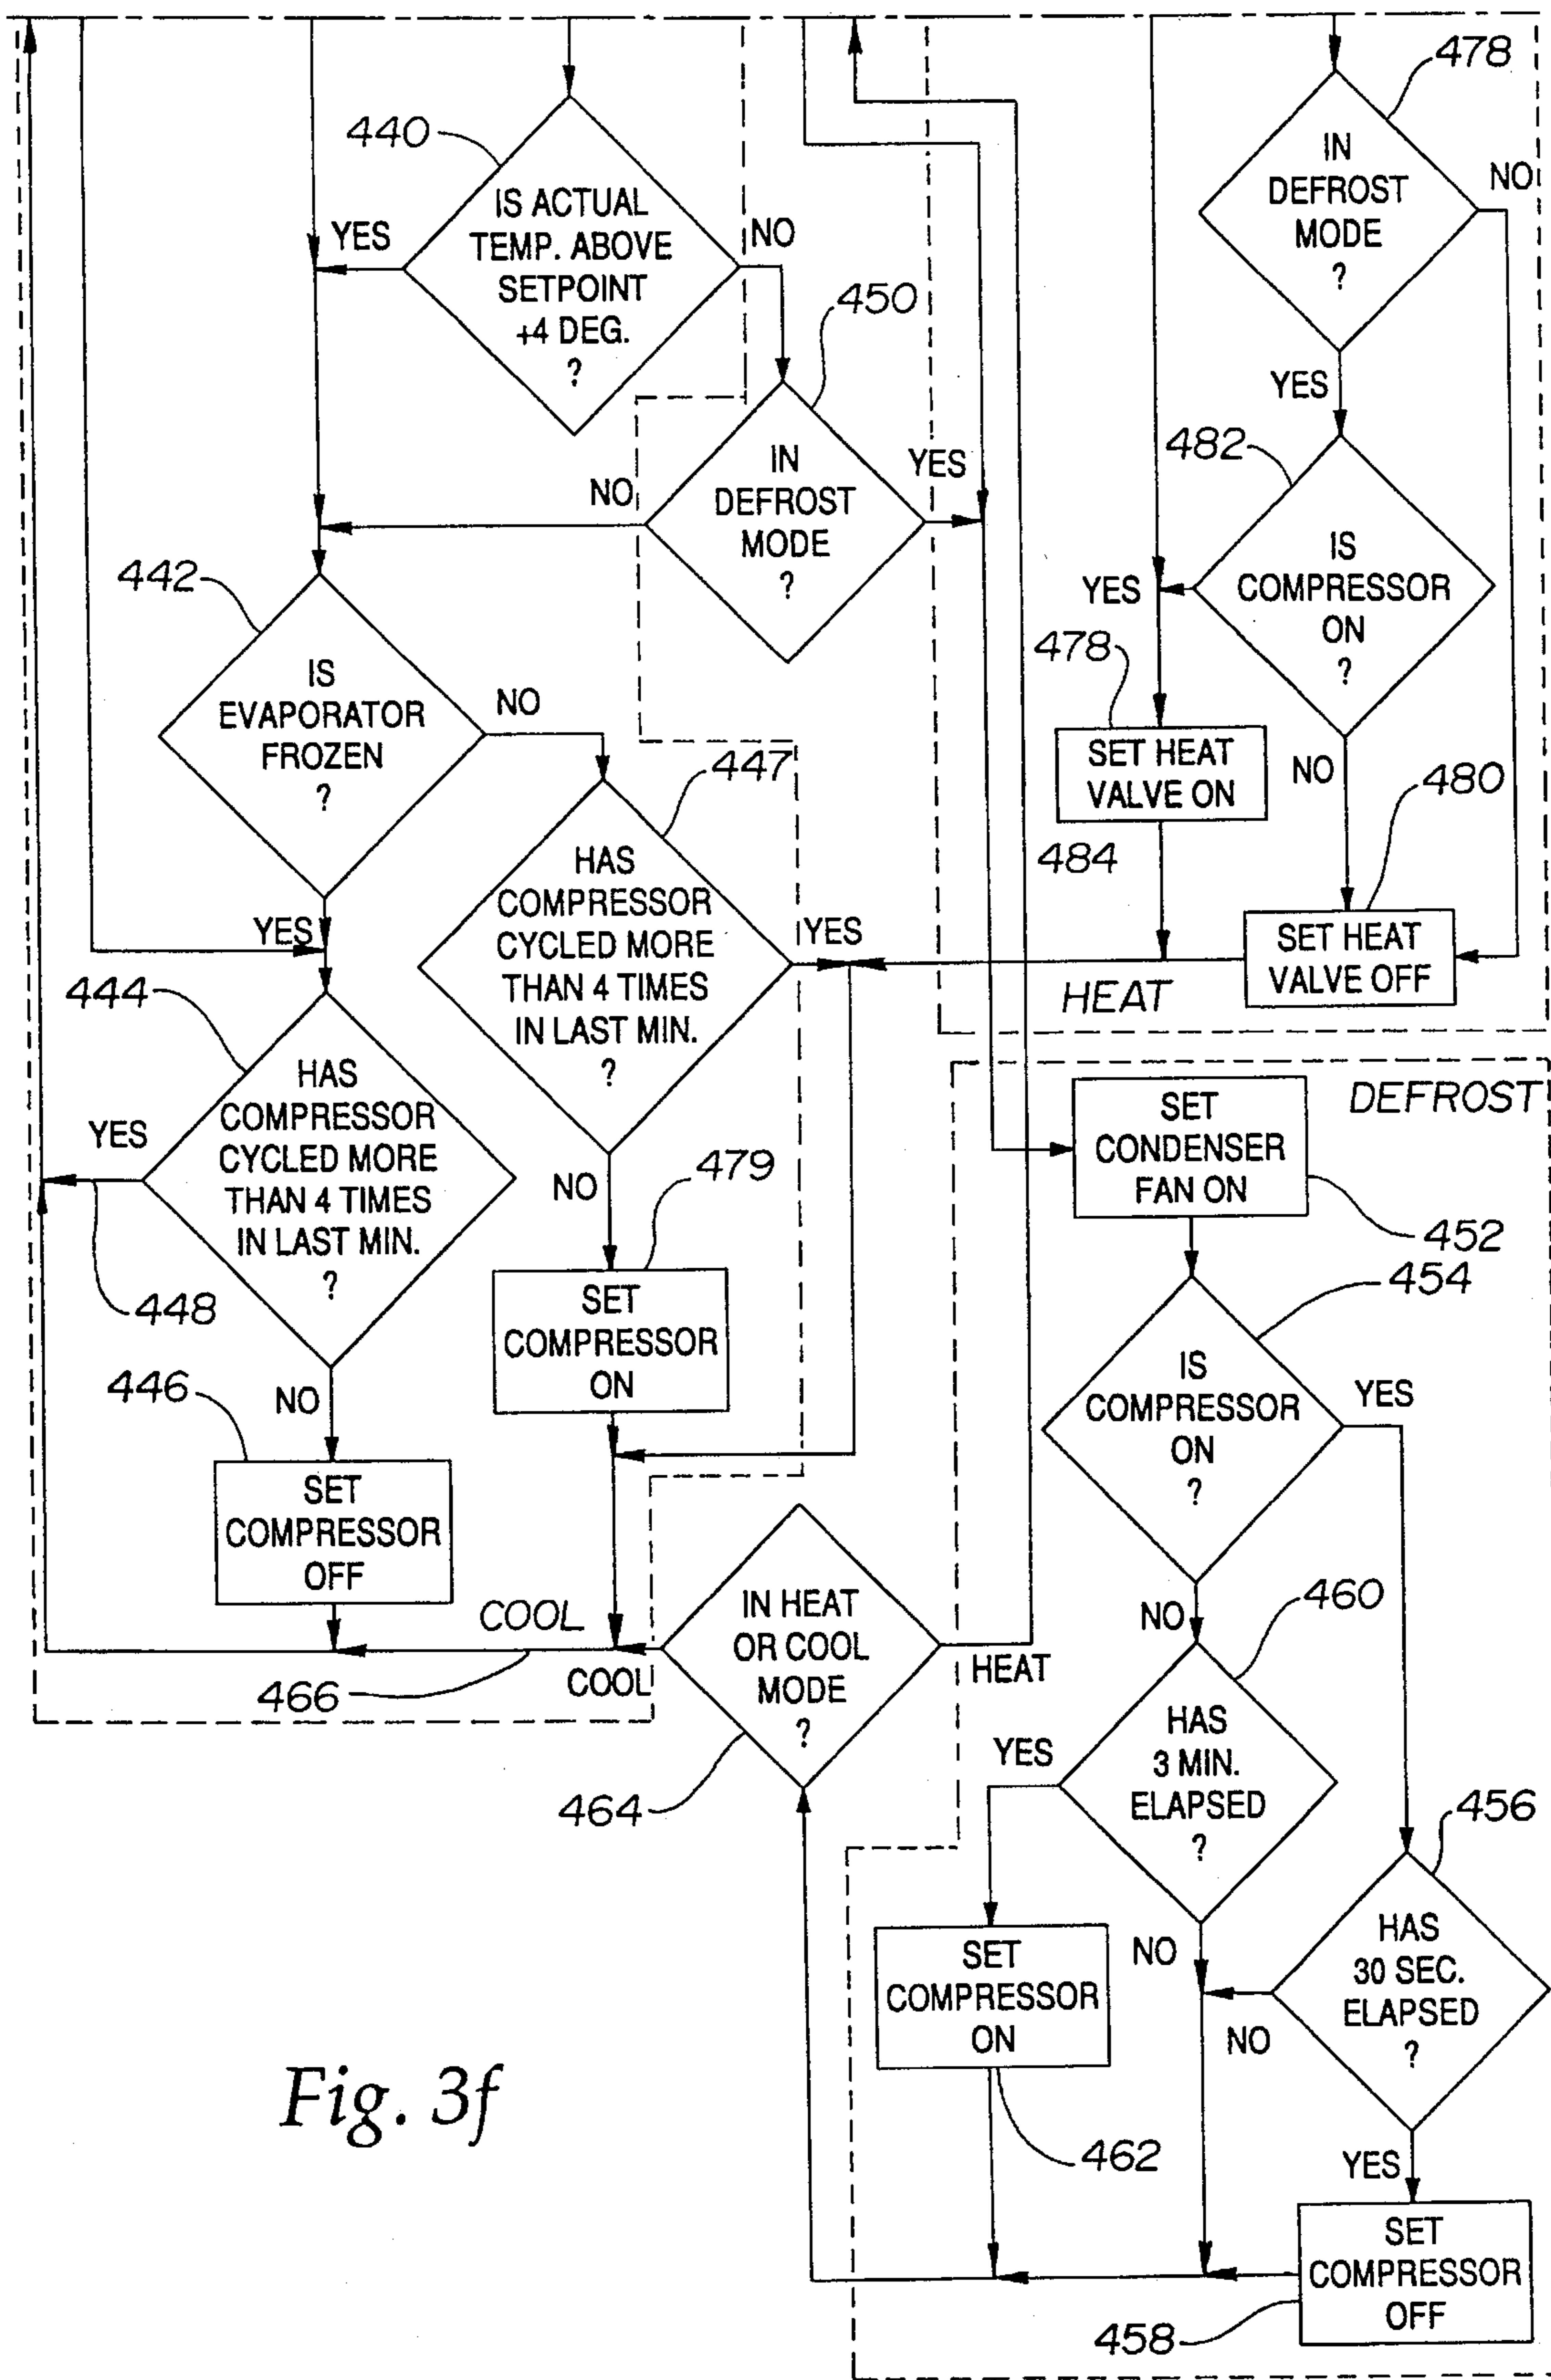 478
440
IN
DEFROST
MODE
?
NO
IS ACTUAL
TEMP. ABOVE
SETPOINT
+4 DEG.
?
YES
NO
450
YES
482
IN
DEFROST
MODE
?
NO
YES
442
IS
COMPRESSOR
ON
?
YES
478
IS
EVAPORATOR
FROZEN
?
NO
SET HEAT
VALVE ON
NO
480
447
484
HAS
COMPRESSOR
CYCLED MORE
THAN 4 TIMES
IN LAST MIN.
?
YES
YES
SET HEAT
VALVE OFF
HEAT
444
HAS
COMPRESSOR
CYCLED MORE
THAN 4 TIMES
IN LAST MIN.
?
YES
448
NO
479
SET
CONDENSER
FAN ON
DEFROST
452
454
SET
COMPRESSOR
ON
446
NO
IS
COMPRESSOR
ON
?
YES
SET
COMPRESSOR
OFF
COOL
COOL
466
IN HEAT
OR COOL
MODE
?
HEAT
464
NO
460
HAS
3 MIN.
ELAPSED
?
YES
456
HAS
30 SEC.
ELAPSED
?
NO
NO
SET
COMPRESSOR
ON
462
YES
SET
COMPRESSOR
OFF
458
Fig. 3f